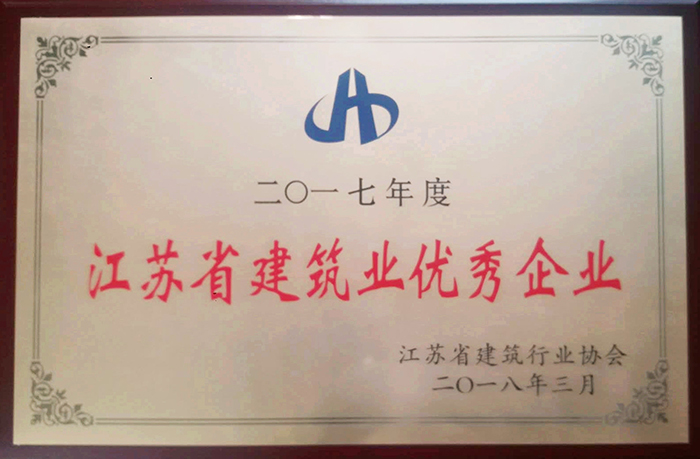 二〇一七年度
江苏省建筑业优秀企业
江苏省建筑行业协会
二〇一八年三月